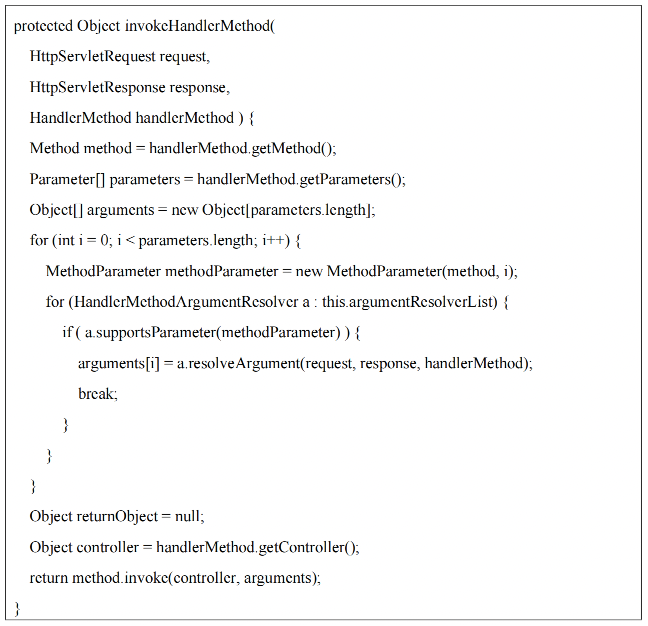 protected Object invokeHandlerMethod(
HttpServletRequest request,
HttpServletResponse response,
HandlerMethod handlerMethod ) {
Method method = handlerMethod.getMethod();
Parameter[] parameters = handlerMethod.getParameters();
Object[] arguments = new Object[parameters.length];
for (int i = 0; i < parameters.length; i++) {
MethodParameter methodParameter = new MethodParameter(method, i);
for (HandlerMethodArgumentResolver a : this.argumentResolverList) {
if ( a.supportsParameter(methodParameter) ) {
arguments[i] = a.resolveArgument(request, response, handlerMethod);
break;
}
}
}
Object returnObject = null;
Object controller = handlerMethod.getController();
return method.invoke(controller, arguments);
}